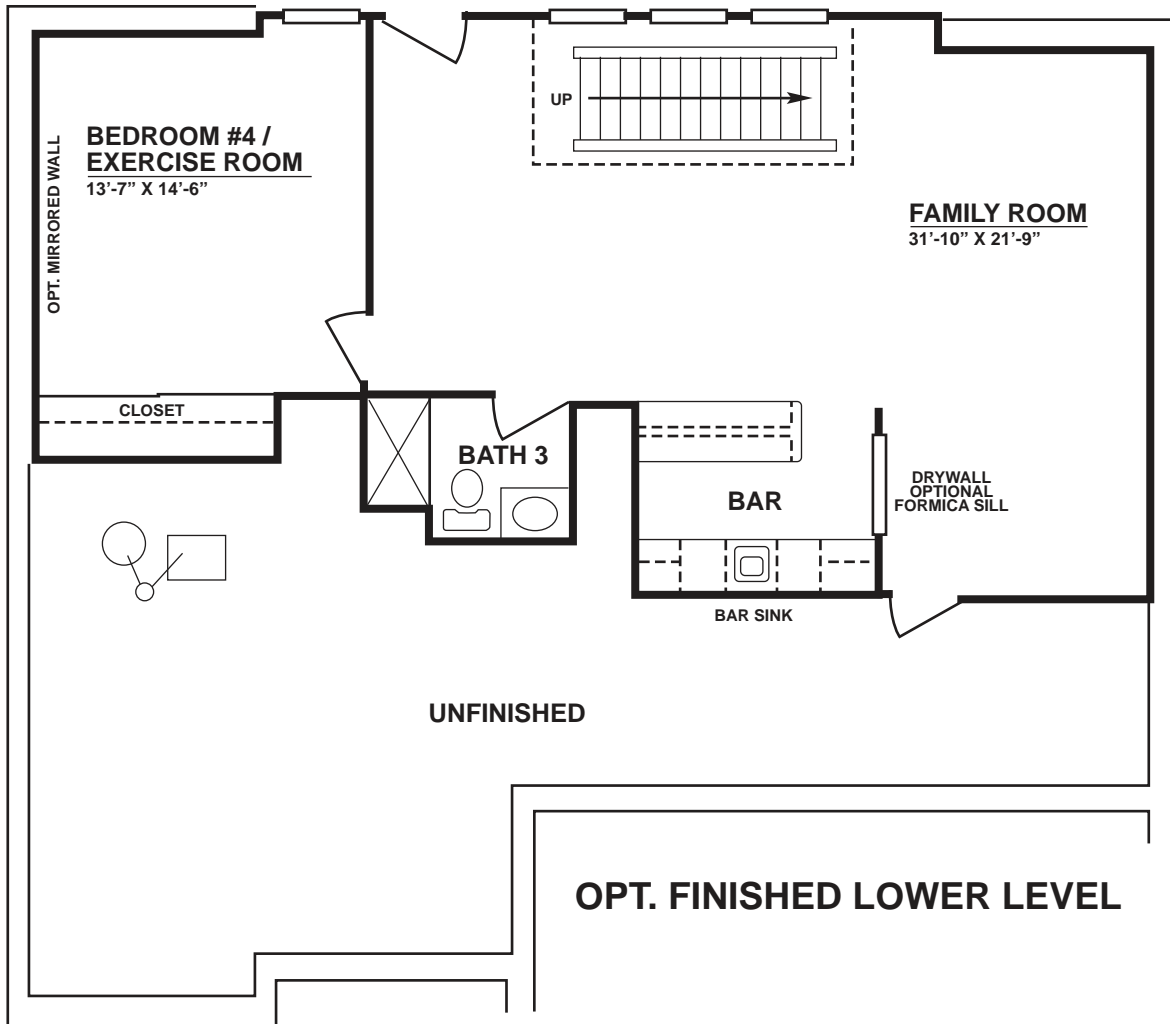 UP
BEDROOM #4 /
EXERCISE ROOM
13’-7” X 14’-6”
OPT. MIRRORED WALL
FAMILY ROOM
31’-10” X 21’-9”
CLOSET
BATH 3
BAR
DRYWALL
OPTIONAL
FORMICA SILL
BAR SINK
UNFINISHED
OPT. FINISHED LOWER LEVEL